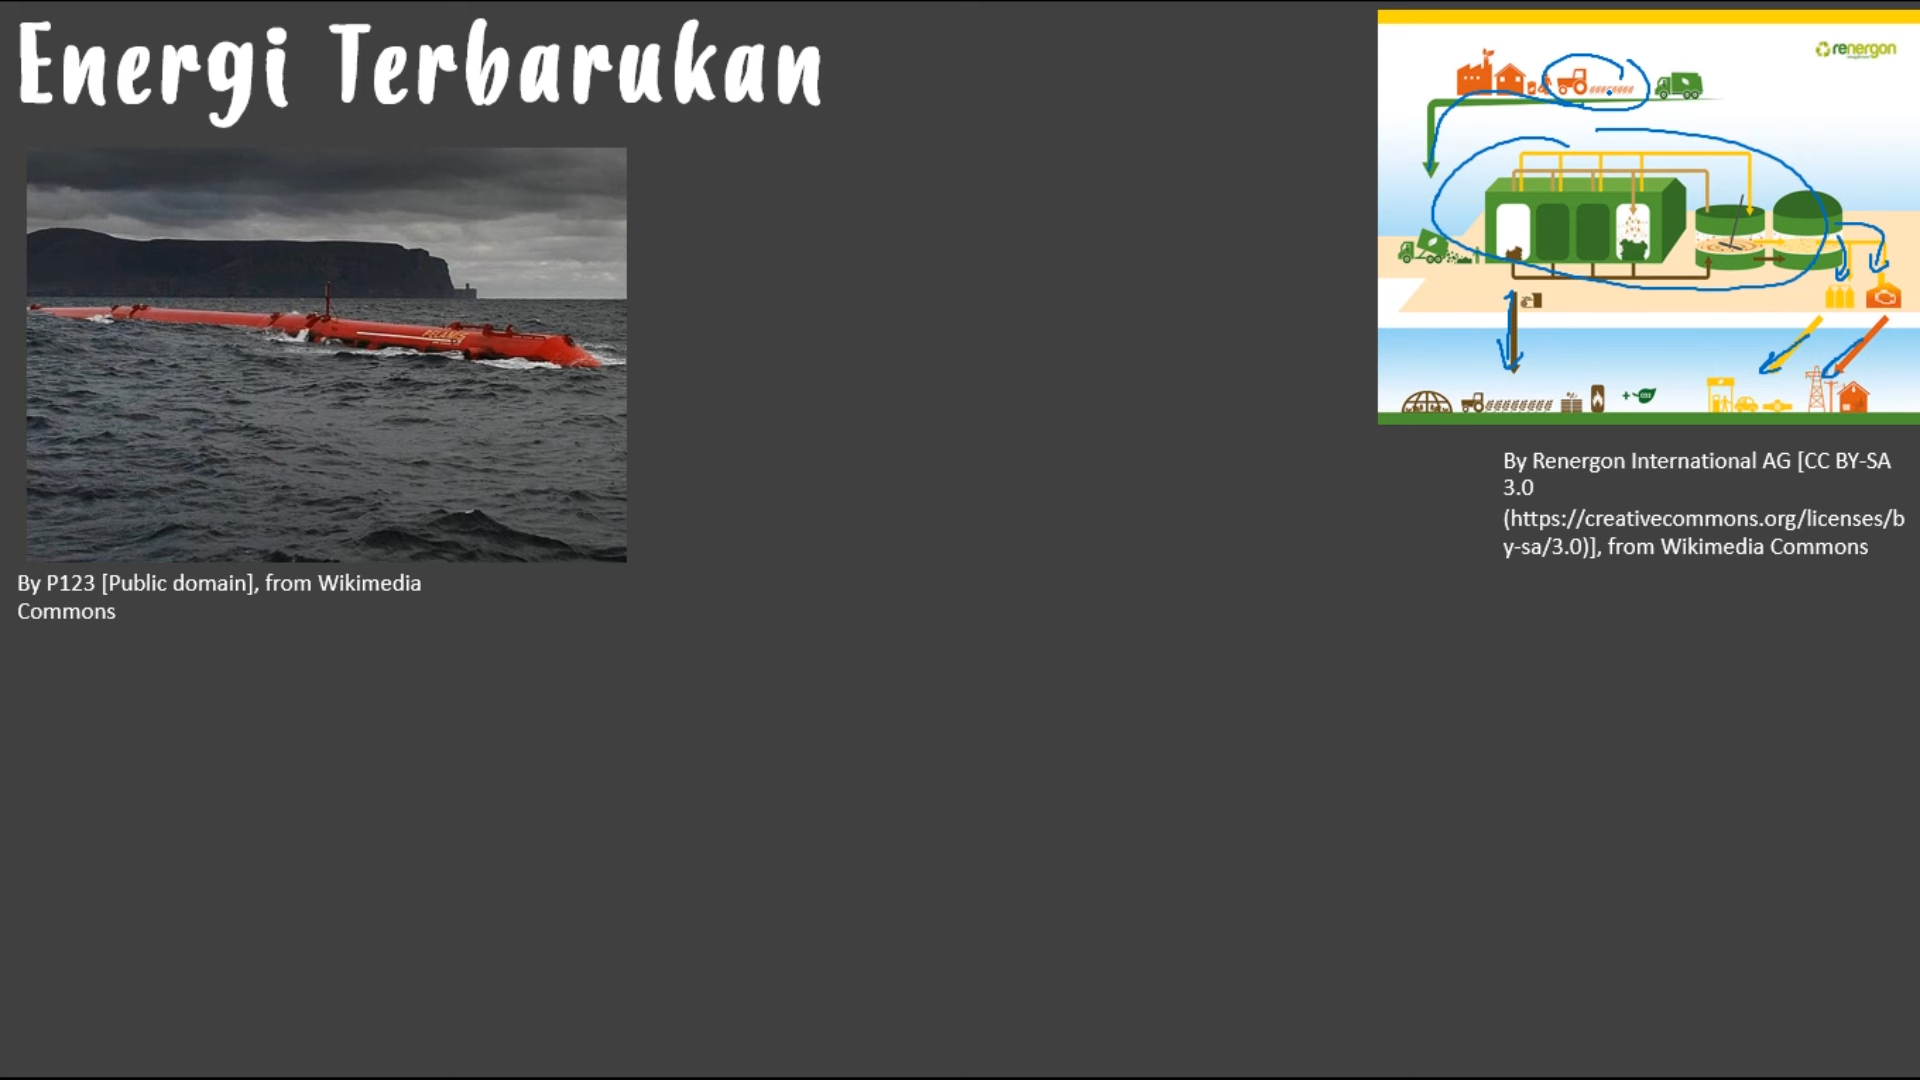 Energi Terbarukan
renergon
PELAMIS
By Renergon International AG [CC BY-SA
3.0
(https://creativecommons.org/licenses/b
y-sa/3.0)], from Wikimedia Commons
By P123 [Public domain], from Wikimedia
Commons